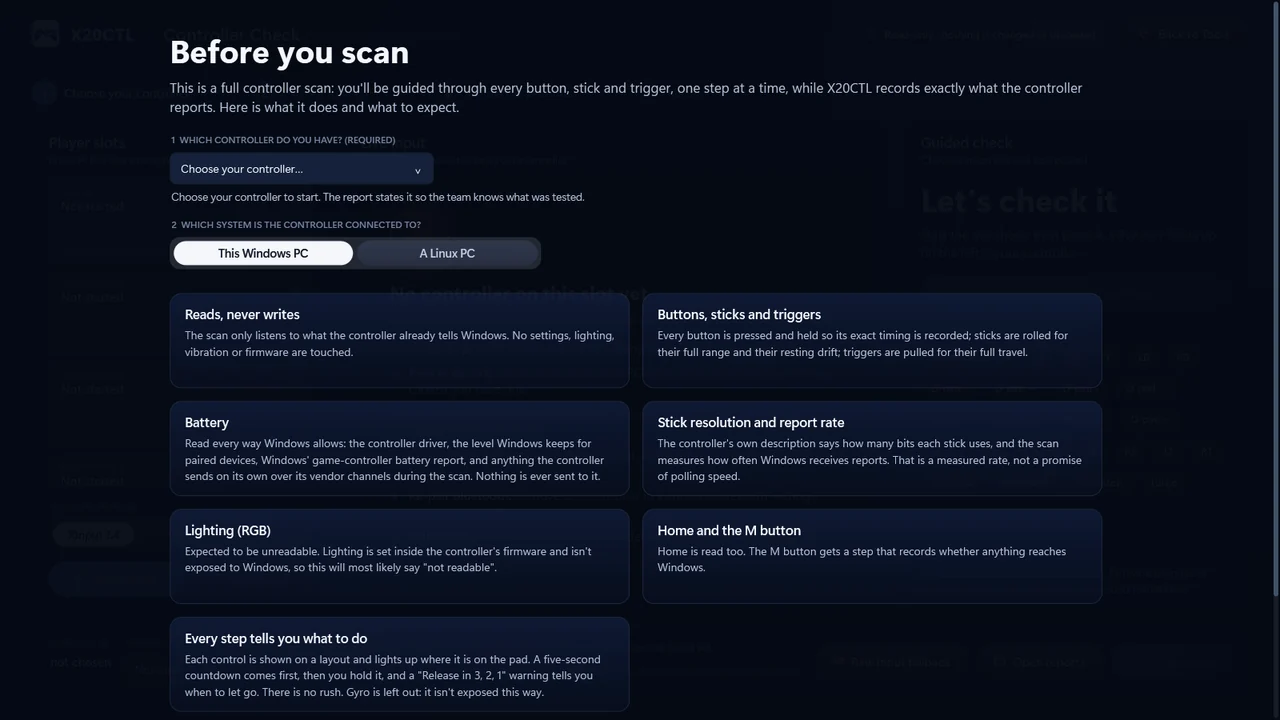 Before you scan
This is a full controller scan: you'll be guided through every button, stick and trigger, one step at a time, while X20CTL records exactly what the controller
reports. Here is what it does and what to expect.
1 WHICH CONTROLLER DO YOU HAVE? (REQUIRED)
Choose your controller...
Choose your controller to start. The report states it so the team knows what was tested.
2 WHICH SYSTEM IS THE CONTROLLER CONNECTED TO?
This Windows PC
A Linux PC
Reads, never writes
The scan only listens to what the controller already tells Windows. No settings, lighting,
vibration or firmware are touched.
Buttons, sticks and triggers
Every button is pressed and held so its exact timing is recorded; sticks are rolled for
their full range and their resting drift; triggers are pulled for their full travel.
Battery
Read every way Windows allows: the controller driver, the level Windows keeps for
paired devices, Windows' game-controller battery report, and anything the controller
sends on its own over its vendor channels during the scan. Nothing is ever sent to it.
Stick resolution and report rate
The controller's own description says how many bits each stick uses, and the scan
measures how often Windows receives reports. That is a measured rate, not a promise
of polling speed.
Lighting (RGB)
Expected to be unreadable. Lighting is set inside the controller's firmware and isn't
exposed to Windows, so this will most likely say "not readable".
Home and the M button
Home is read too. The M button gets a step that records whether anything reaches
Windows.
Every step tells you what to do
Each control is shown on a layout and lights up where it is on the pad. A five-second
countdown comes first, then you hold it, and a "Release in 3, 2, 1" warning tells you
when to let go. There is no rush. Gyro is left out: it isn't exposed this way.
X20CTL
Controller Check
Player slots
Guided check
Let's check it
No controller on this slot yet